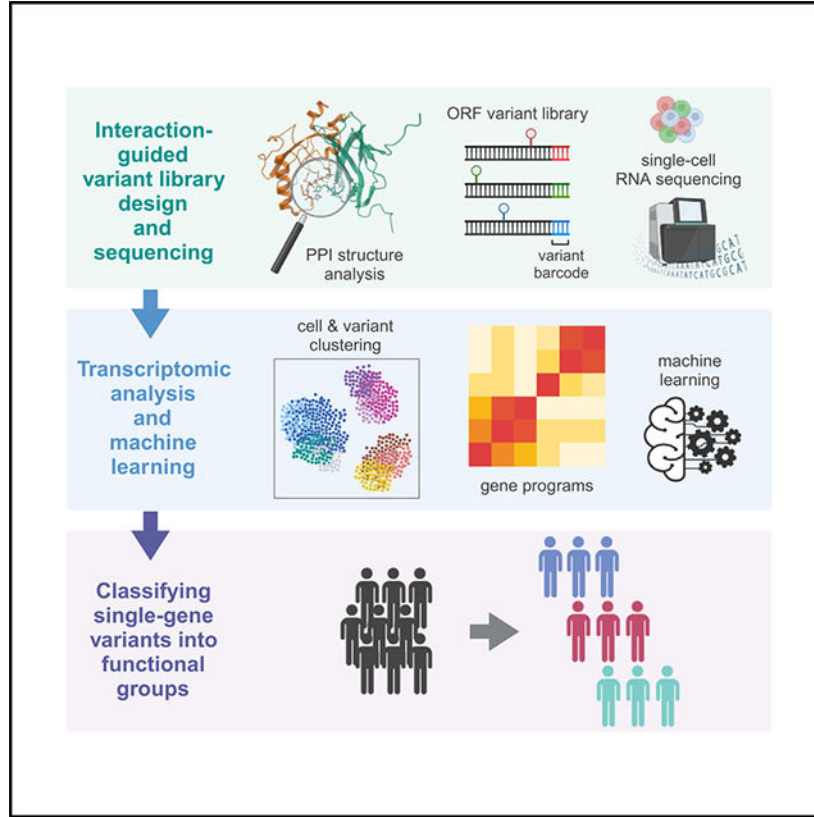 Interaction-
guided
variant library
design
and
sequencing
PPI structure
analysis
ORF variant library
variant
barcode
single-cell
RNA sequencing
Transcriptomic
analysis
and
machine
learning
cell & variant
clustering
gene programs
machine
learning
Classifying
single-gene
variants into
functional
groups